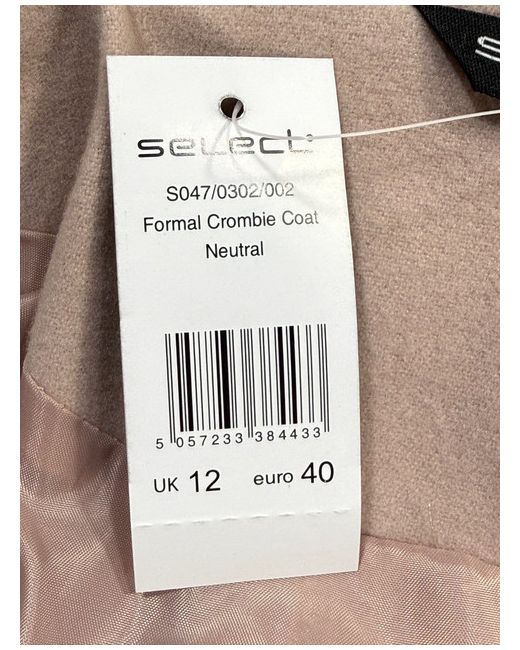 select
S047/0302/002
Formal Crombie Coat
Neutral
5 057233 384433
UK 12 euro 40